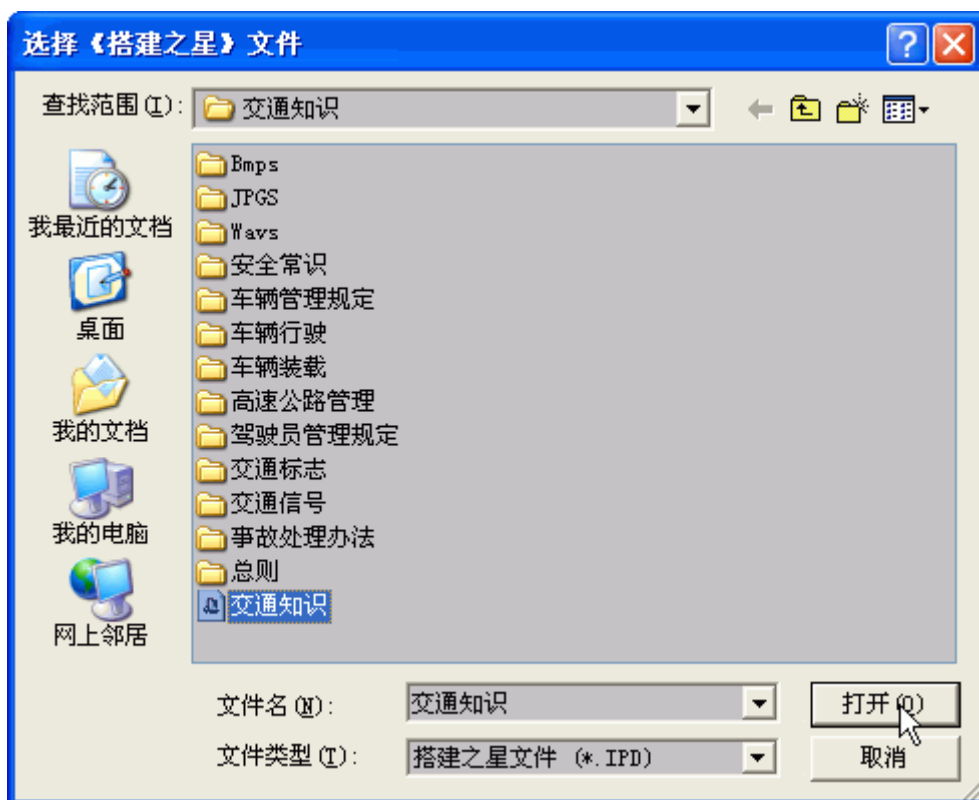 选择《搭建之星》文件
查找范围(I): 交通知识
我最近的文档
桌面
我的文档
我的电脑
网上邻居
Bmps
JPGS
Wavs
安全常识
车辆管理规定
车辆行驶
车辆装载
高速公路管理
驾驶员管理规定
交通标志
交通信号
事故处理办法
总则
交通知识
文件名(N): 交通知识 打开(O)
文件类型(T): 搭建之星文件 (*.IPD) 取消